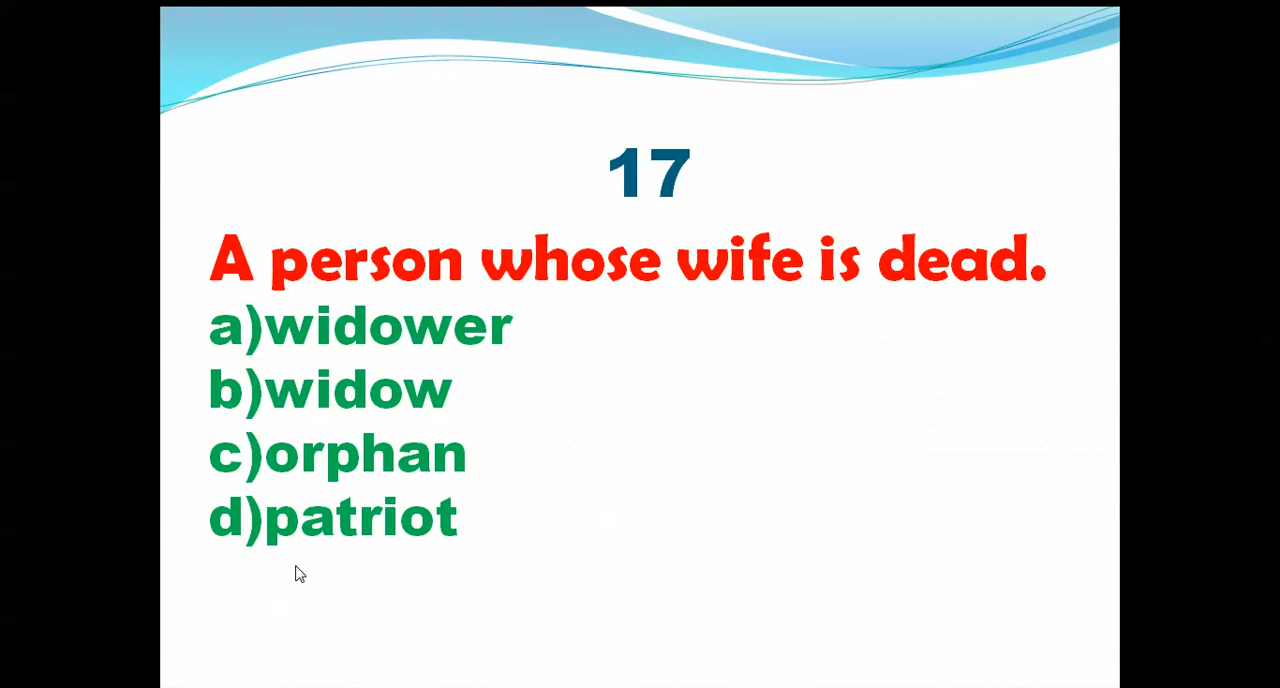 17
A person whose wife is dead.
a)widower
b)widow
c)orphan
d)patriot